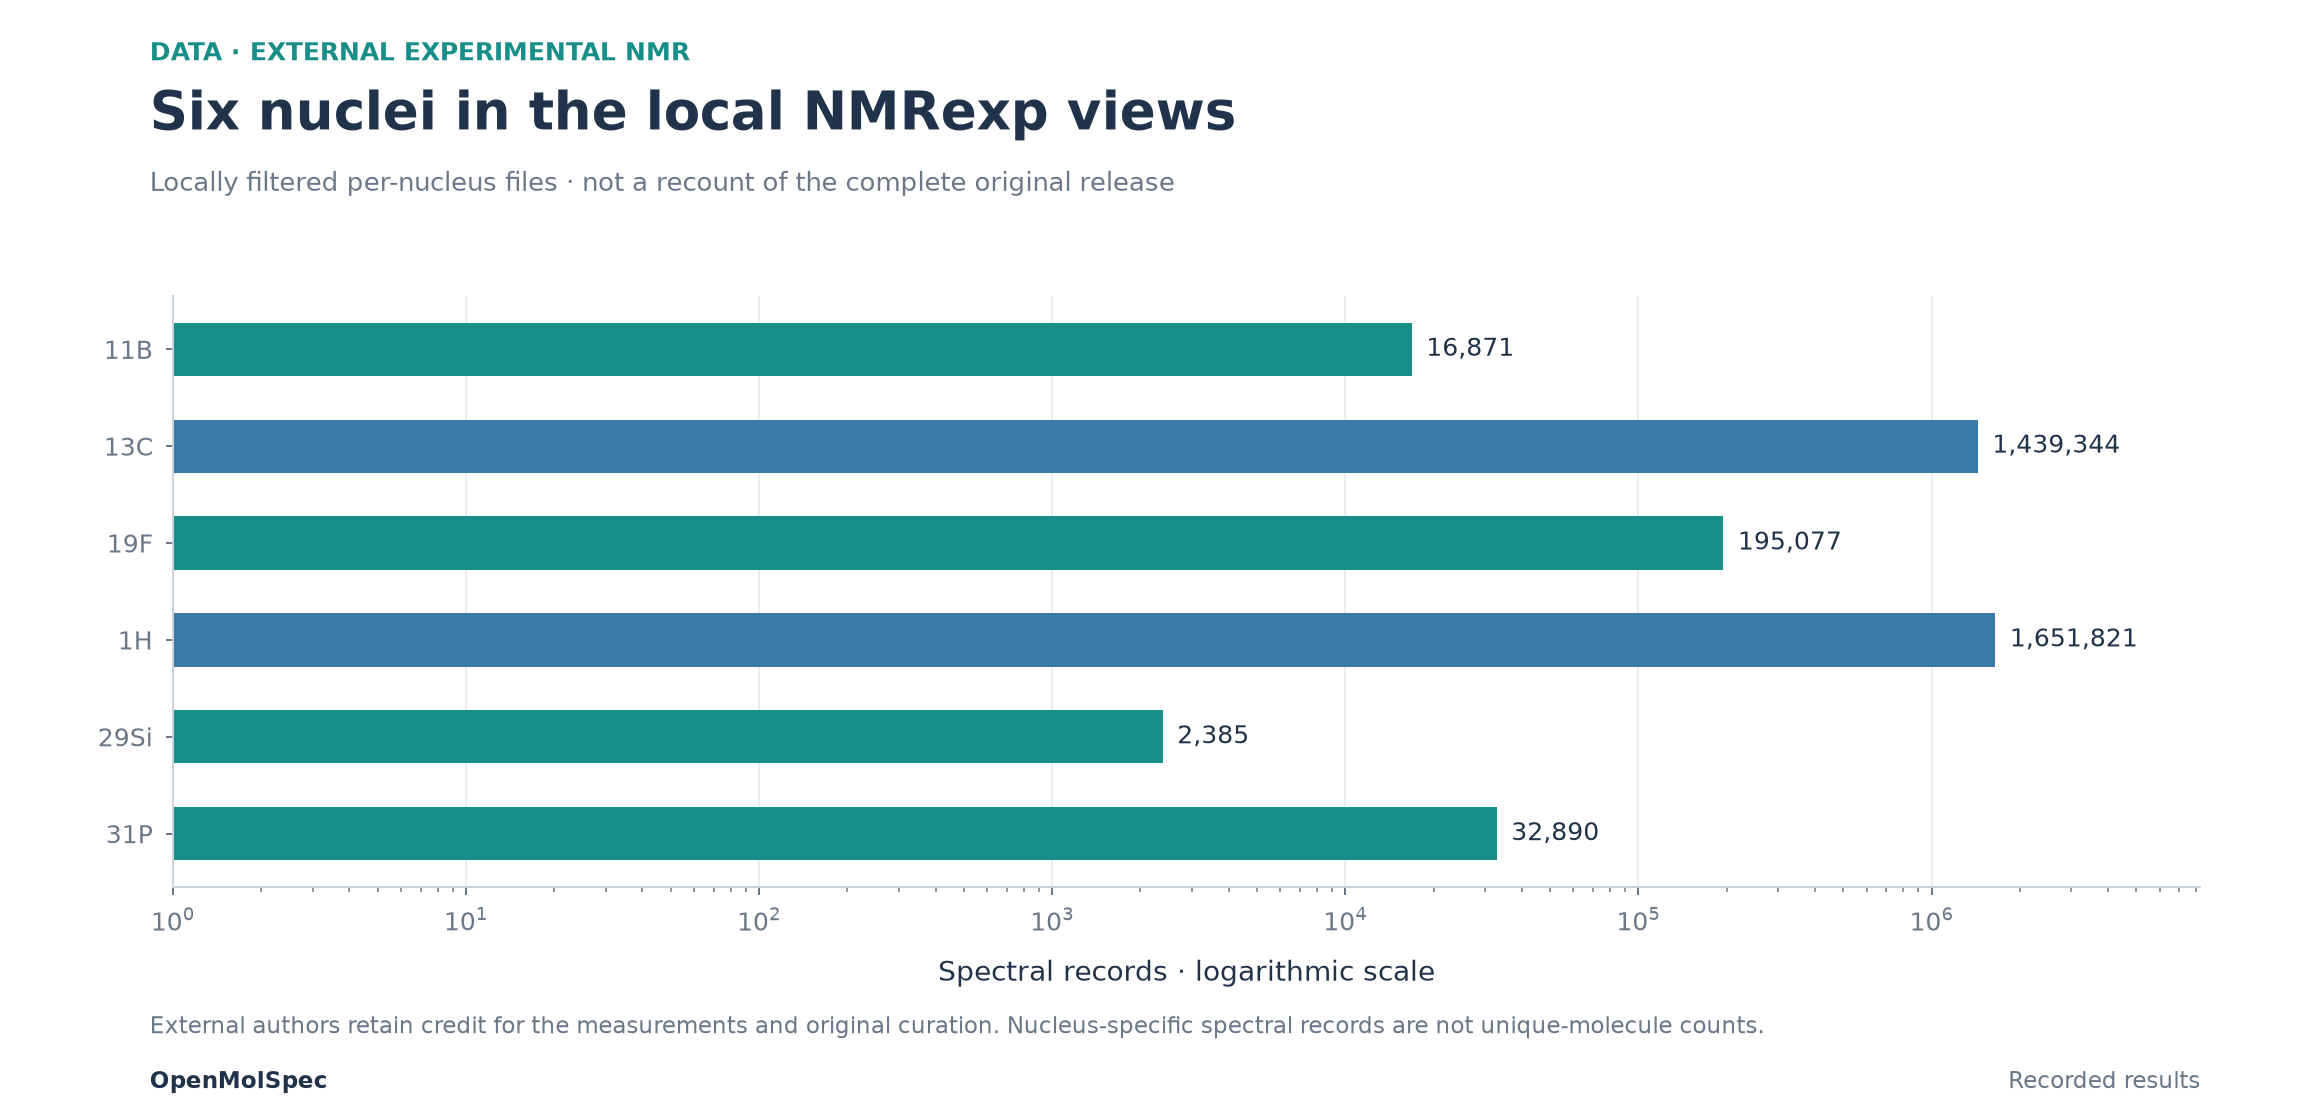 DATA · EXTERNAL EXPERIMENTAL NMR
Six nuclei in the local NMRexp views
Locally filtered per-nucleus files · not a recount of the complete original release
11B
16,871
13C
1,439,344
19F
195,077
1H
1,651,821
29Si
2,385
31P
32,890
10⁰ 10¹ 10² 10³ 10⁴ 10⁵ 10⁶
Spectral records · logarithmic scale
External authors retain credit for the measurements and original curation. Nucleus-specific spectral records are not unique-molecule counts.
OpenMolSpec
Recorded results